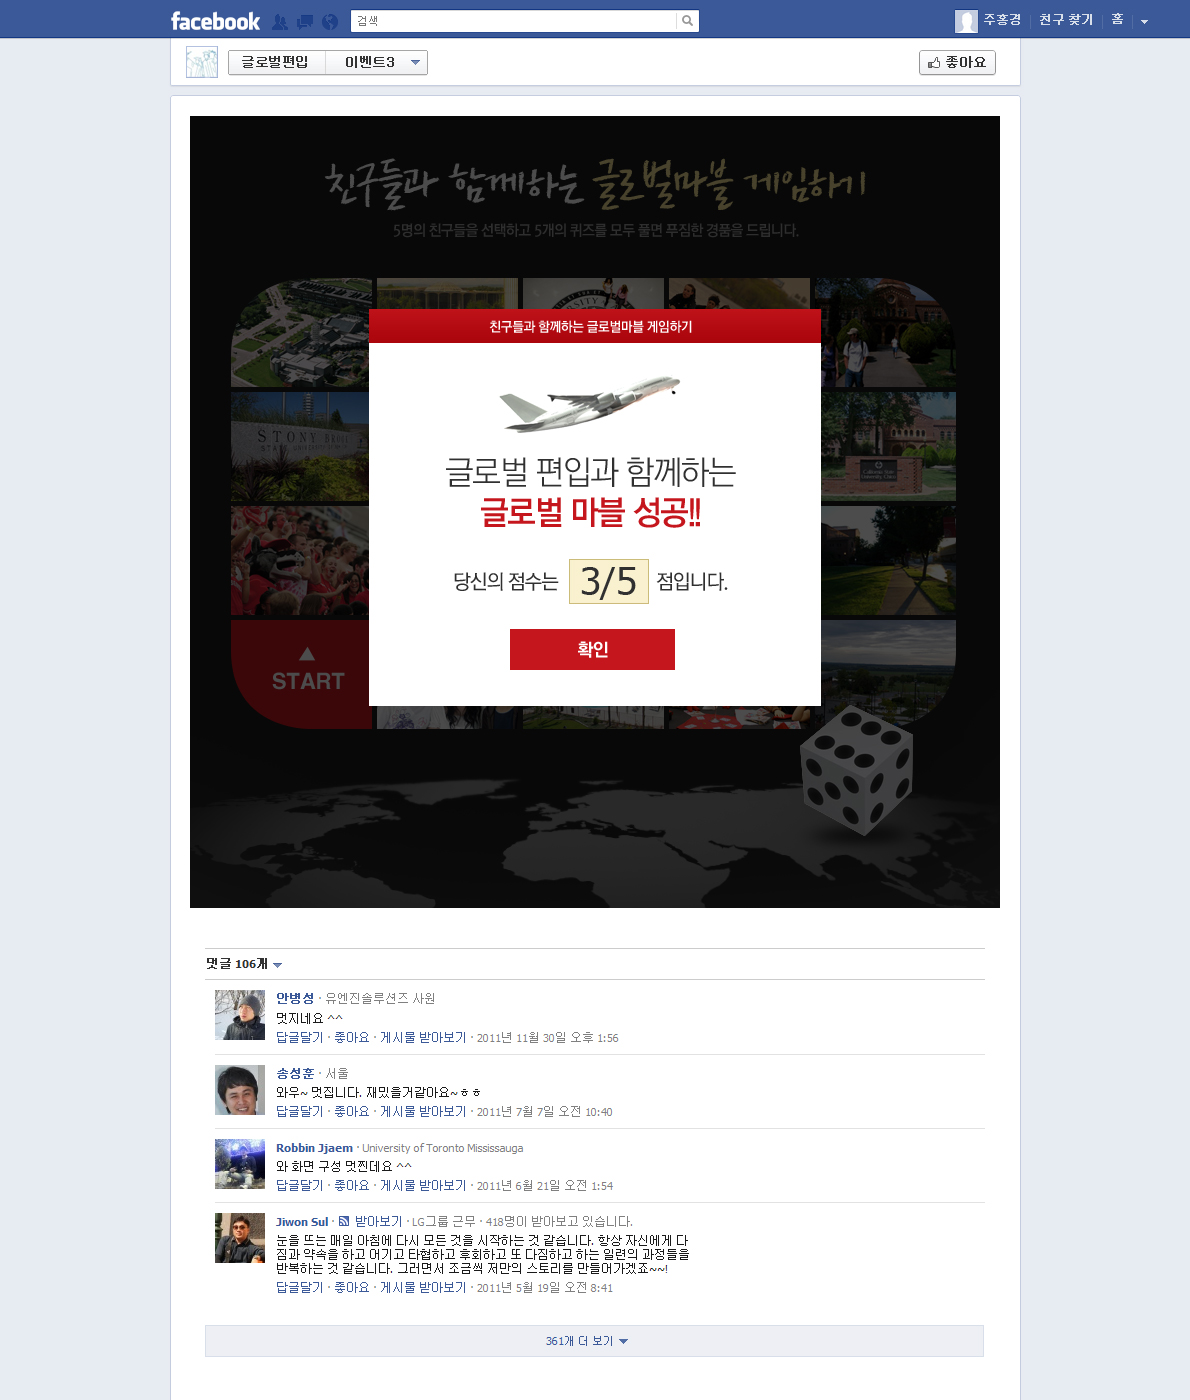 facebook
검색
주홍경
친구 찾기
홈
글로벌편입
이벤트3
좋아요
친구들과 함께하는 글로벌마블 게임하기
5명의 친구들을 선택하고 5개의 퀴즈를 모두 풀면 푸짐한 경품을 드립니다.
친구들과 함께하는 글로벌마블 게임하기
STONY BROOK
글로벌 편입과 함께하는
글로벌 마블 성공!!
당신의 점수는 3/5 점입니다.
확인
START
댓글 106개
안병성 · 유엔진솔루션즈 사원
멋지네요 ^^
답글달기 · 좋아요 · 게시물 받아보기 · 2011년 11월 30일 오후 1:56
송성훈 · 서울
와우~ 멋집니다. 재밌을거같아요~ㅎㅎ
답글달기 · 좋아요 · 게시물 받아보기 · 2011년 7월 7일 오전 10:40
Robbin Jjaem · University of Toronto Mississauga
와 화면 구성 멋찐데요 ^^
답글달기 · 좋아요 · 게시물 받아보기 · 2011년 6월 21일 오전 1:54
Jiwon Sul · 받아보기 · LG그룹 근무 · 418명이 받아보고 있습니다.
눈을 뜨는 매일 아침에 다시 모든 것을 시작하는 것 같습니다. 항상 자신에게 다
짐과 약속을 하고 어기고 타협하고 후회하고 또 다짐하고 하는 일련의 과정들을
반복하는 것 같습니다. 그러면서 조금씩 저만의 스토리를 만들어가겠죠~~!
답글달기 · 좋아요 · 게시물 받아보기 · 2011년 5월 19일 오전 8:41
361개 더 보기